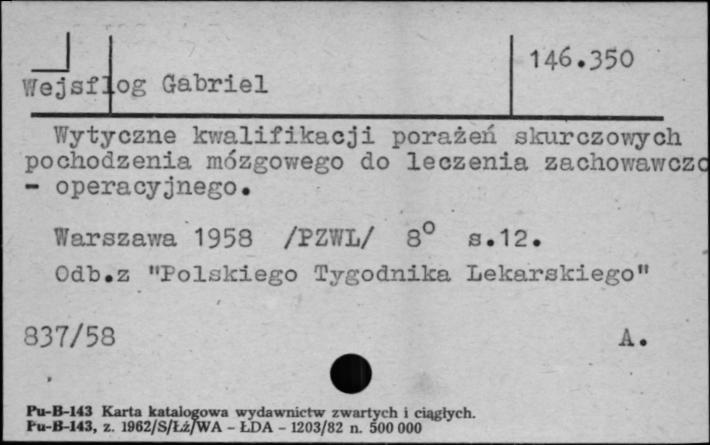 146.350
Wejsflog Gabriel
Wytyczne kwalifikacji porażeń skurczowych
pochodzenia mózgowego do leczenia zachowawczo
- operacyjnego.
Warszawa 1958 /PZWL/ 8° s.12.
Odb.z "Polskiego Tygodnika Lekarskiego"
837/58 A.
Pu-B-143 Karta katalogowa wydawnictw zwartych i ciągłych.
Pu-B-143, z. 1962/S/Łź/WA - ŁDA - 1203/82 n. 500 000